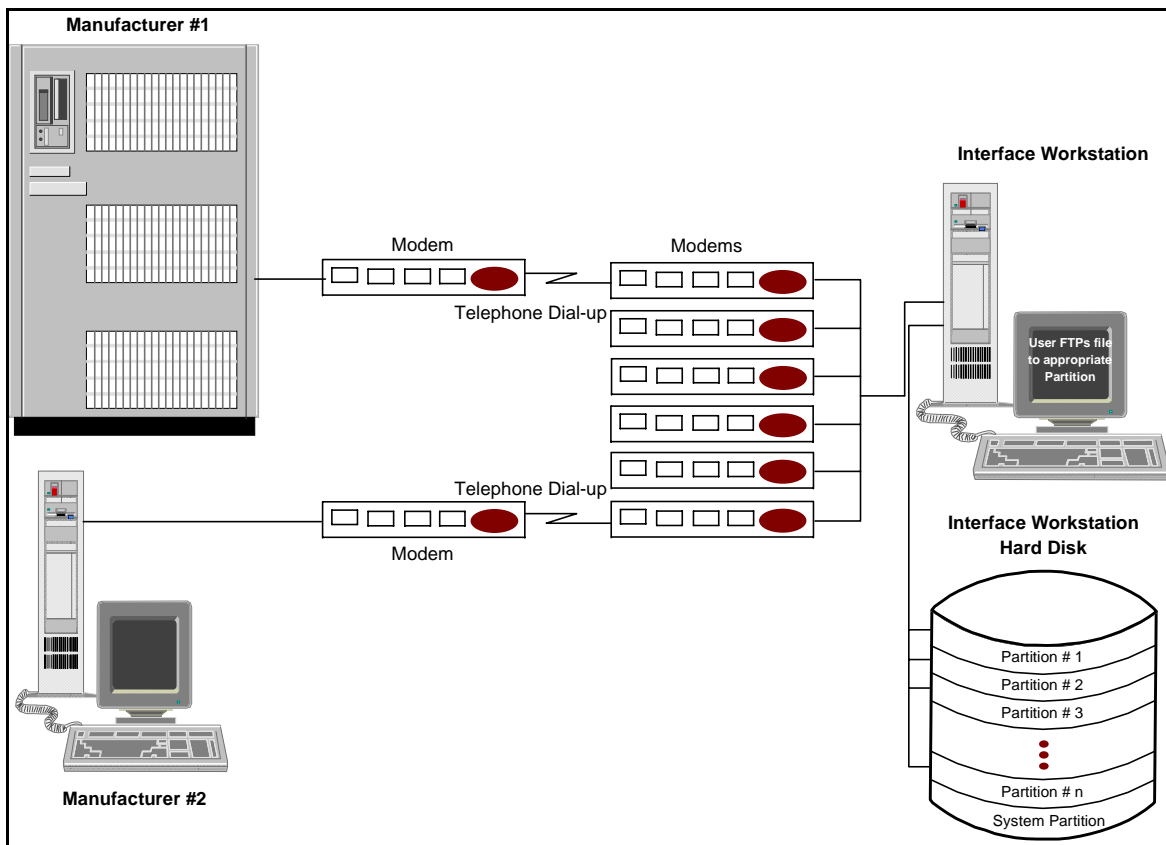 Manufacturer #1
Interface Workstation
Modem
Modems
Telephone Dial-up
User FTPs file
to appropriate
Partition
Telephone Dial-up
Modem
Interface Workstation
Hard Disk
Partition # 1
Partition # 2
Partition # 3
Partition # n
System Partition
Manufacturer #2